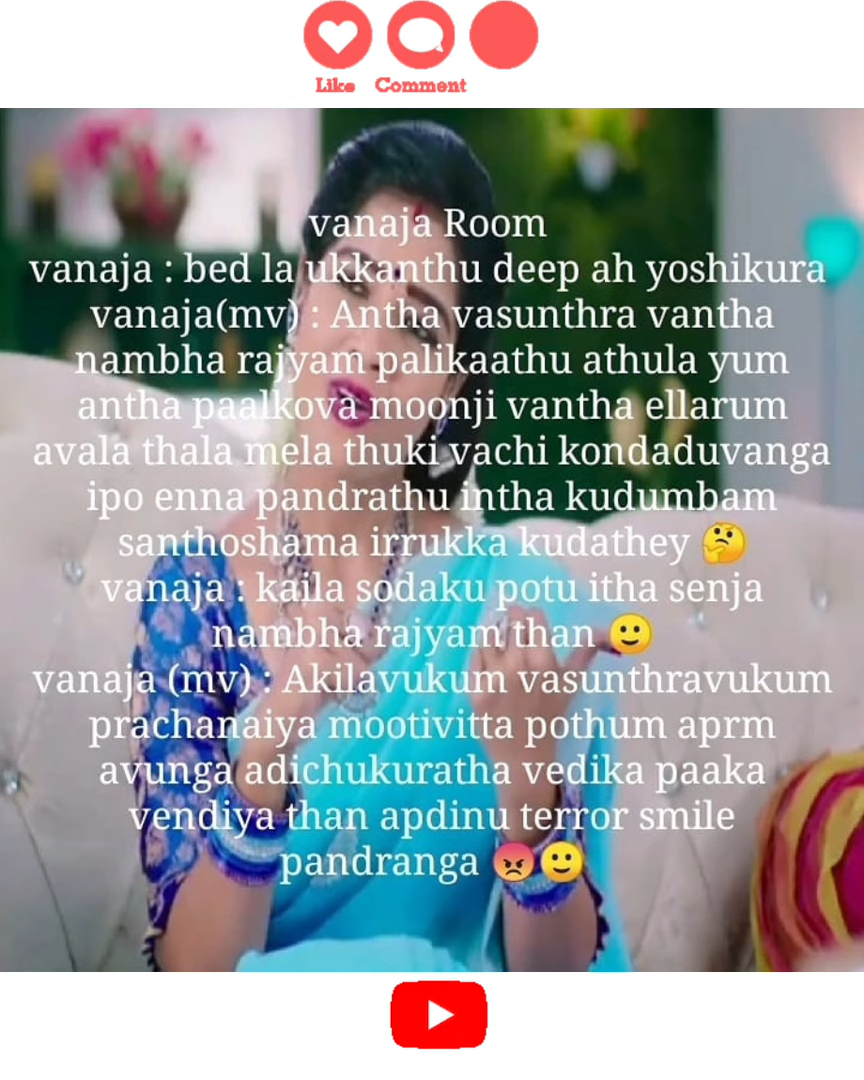 Like Comment
vanaja Room
vanaja : bed la ukkanthu deep ah yoshikura
vanaja(mv) : Antha vasunthra vantha
nambha rajyam palikaathu athula yum
antha paalkova moonji vantha ellarum
avala thala mela thuki vachi kondaduvanga
ipo enna pandrathu intha kudumbam
santhoshama irrukka kudathey 🤔
vanaja : kaila sodaku potu itha senja
nambha rajyam than 🙂
vanaja (mv) : Akilavukum vasunthravukum
prachanaiya mootivitta pothum aprm
avunga adichukuratha vedika paaka
vendiya than apdinu terror smile
pandranga 😡🙂